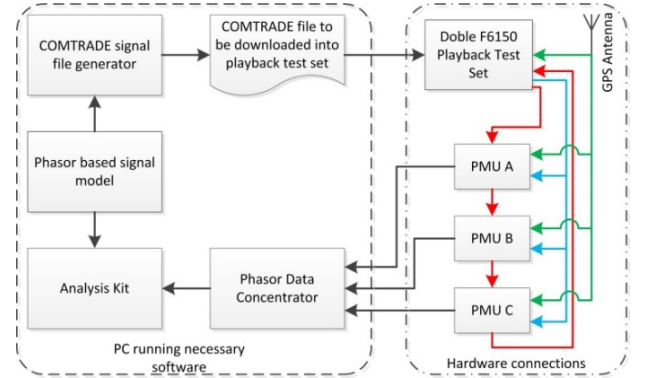 COMTRADE signal
file generator
COMTRADE file to
be downloaded into
playback test set
Doble F6150
Playback Test
Set
GPS Antenna
Phasor based signal
model
PMU A
PMU B
PMU C
Analysis Kit
Phasor Data
Concentrator
PC running necessary
software
Hardware connections